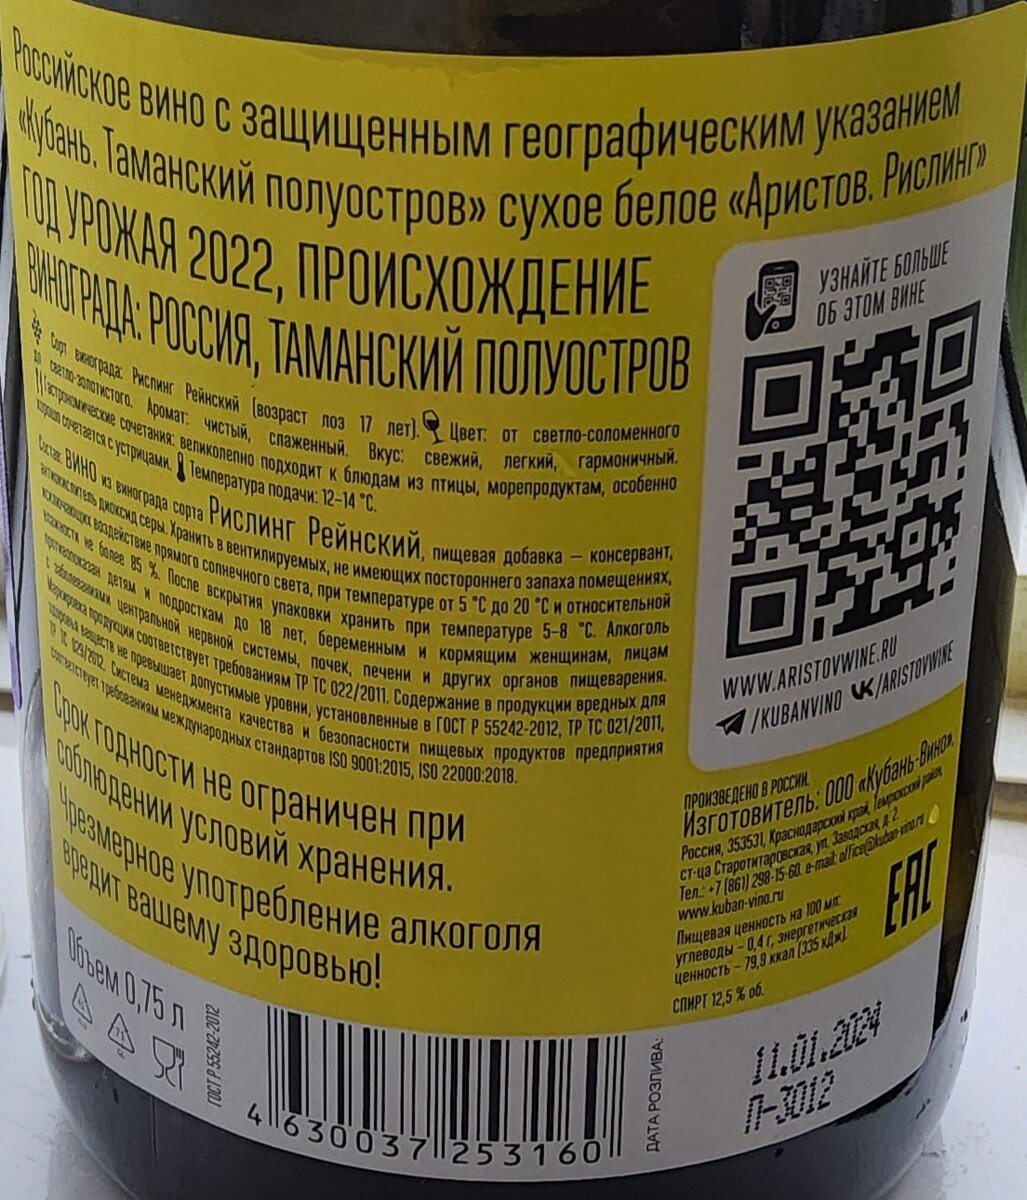 Российское вино с защищенным географическим указанием
«Кубань. Таманский полуостров» сухое белое «Аристов. Рислинг»
ГОД УРОЖАЯ 2022, ПРОИСХОЖДЕНИЕ
ВИНОГРАДА: РОССИЯ, ТАМАНСКИЙ ПОЛУОСТРОВ
Сорт винограда: Рислинг Рейнский (возраст лоз 17 лет). Цвет: от светло-соломенного
до светло-золотистого. Аромат: чистый, слаженный. Вкус: свежий, легкий, гармоничный.
Гастрономические сочетания: великолепно подходит к блюдам из птицы, морепродуктам, особенно
хорошо сочетается с устрицами. Температура подачи: 12–14 °С.
Состав: ВИНО из винограда сорта Рислинг Рейнский, пищевая добавка – консервант,
антиокислитель диоксид серы. Хранить в вентилируемых, не имеющих постороннего запаха помещениях,
исключающих воздействие прямого солнечного света, при температуре от 5 °С до 20 °С и относительной
влажности не более 85 %. После вскрытия упаковки хранить при температуре 5–8 °С. Алкоголь
противопоказан детям и подросткам до 18 лет, беременным и кормящим женщинам, лицам
с заболеваниями центральной нервной системы, почек, печени и других органов пищеварения.
Маркировка продукции соответствует требованиям ТР ТС 022/2011. Содержание в продукции вредных для
здоровья веществ не превышает допустимые уровни, установленные в ГОСТ Р 55242-2012, ТР ТС 021/2011,
ТР ТС 029/2012. Система менеджмента качества и безопасности пищевых продуктов предприятия
соответствует требованиям международных стандартов ISO 9001:2015, ISO 22000:2018.
Срок годности не ограничен при
соблюдении условий хранения.
Чрезмерное употребление алкоголя
вредит вашему здоровью!
УЗНАЙТЕ БОЛЬШЕ
ОБ ЭТОМ ВИНЕ
WWW.ARISTOVWINE.RU
/KUBANVINO /ARISTOVWINE
ПРОИЗВЕДЕНО В РОССИИ.
Изготовитель: ООО «Кубань-Вино».
Россия, 353531, Краснодарский край, Темрюкский район,
ст-ца Старотитаровская, ул. Заводская, д. 2.
Тел.: +7 (861) 298-15-60. e-mail: office@kuban-vino.ru
www.kuban-vino.ru
Пищевая ценность на 100 мл:
углеводы – 0,4 г, энергетическая
ценность – 79,9 ккал (335 кДж).
СПИРТ 12,5 % об.
EAC
Объем 0,75 л
ГОСТ Р 55242-2012
4 630037 253160
ДАТА РОЗЛИВА:
11.01.2024
Л-3012